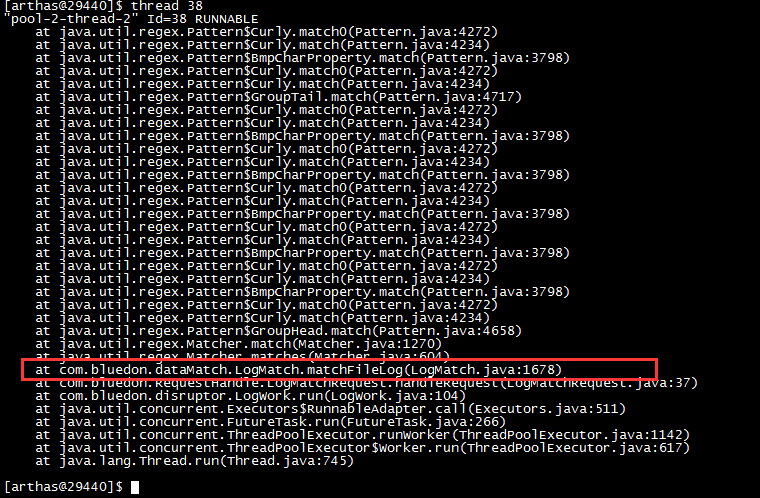 [arthas@29440]$ thread 38
"pool-2-thread-2" Id=38 RUNNABLE
at java.util.regex.Pattern$Curly.match0(Pattern.java:4272)
at java.util.regex.Pattern$Curly.match(Pattern.java:4234)
at java.util.regex.Pattern$BmpCharProperty.match(Pattern.java:3798)
at java.util.regex.Pattern$Curly.match0(Pattern.java:4272)
at java.util.regex.Pattern$Curly.match(Pattern.java:4234)
at java.util.regex.Pattern$GroupTail.match(Pattern.java:4717)
at java.util.regex.Pattern$Curly.match0(Pattern.java:4272)
at java.util.regex.Pattern$Curly.match(Pattern.java:4234)
at java.util.regex.Pattern$BmpCharProperty.match(Pattern.java:3798)
at java.util.regex.Pattern$Curly.match0(Pattern.java:4272)
at java.util.regex.Pattern$Curly.match(Pattern.java:4234)
at java.util.regex.Pattern$BmpCharProperty.match(Pattern.java:3798)
at java.util.regex.Pattern$Curly.match0(Pattern.java:4272)
at java.util.regex.Pattern$Curly.match(Pattern.java:4234)
at java.util.regex.Pattern$BmpCharProperty.match(Pattern.java:3798)
at java.util.regex.Pattern$Curly.match0(Pattern.java:4272)
at java.util.regex.Pattern$Curly.match(Pattern.java:4234)
at java.util.regex.Pattern$BmpCharProperty.match(Pattern.java:3798)
at java.util.regex.Pattern$Curly.match0(Pattern.java:4272)
at java.util.regex.Pattern$Curly.match(Pattern.java:4234)
at java.util.regex.Pattern$BmpCharProperty.match(Pattern.java:3798)
at java.util.regex.Pattern$Curly.match0(Pattern.java:4272)
at java.util.regex.Pattern$Curly.match(Pattern.java:4234)
at java.util.regex.Pattern$GroupHead.match(Pattern.java:4658)
at java.util.regex.Matcher.match(Matcher.java:1270)
at java.util.regex.Matcher.matches(Matcher.java:604)
at com.bluedon.dataMatch.LogMatch.matchFileLog(LogMatch.java:1678)
at com.bluedon.RequestHandle.LogMatchRequest.handleRequest(LogMatchRequest.java:37)
at com.bluedon.disruptor.LogWork.run(LogWork.java:104)
at java.util.concurrent.Executors$RunnableAdapter.call(Executors.java:511)
at java.util.concurrent.FutureTask.run(FutureTask.java:266)
at java.util.concurrent.ThreadPoolExecutor.runWorker(ThreadPoolExecutor.java:1142)
at java.util.concurrent.ThreadPoolExecutor$Worker.run(ThreadPoolExecutor.java:617)
at java.lang.Thread.run(Thread.java:745)
[arthas@29440]$